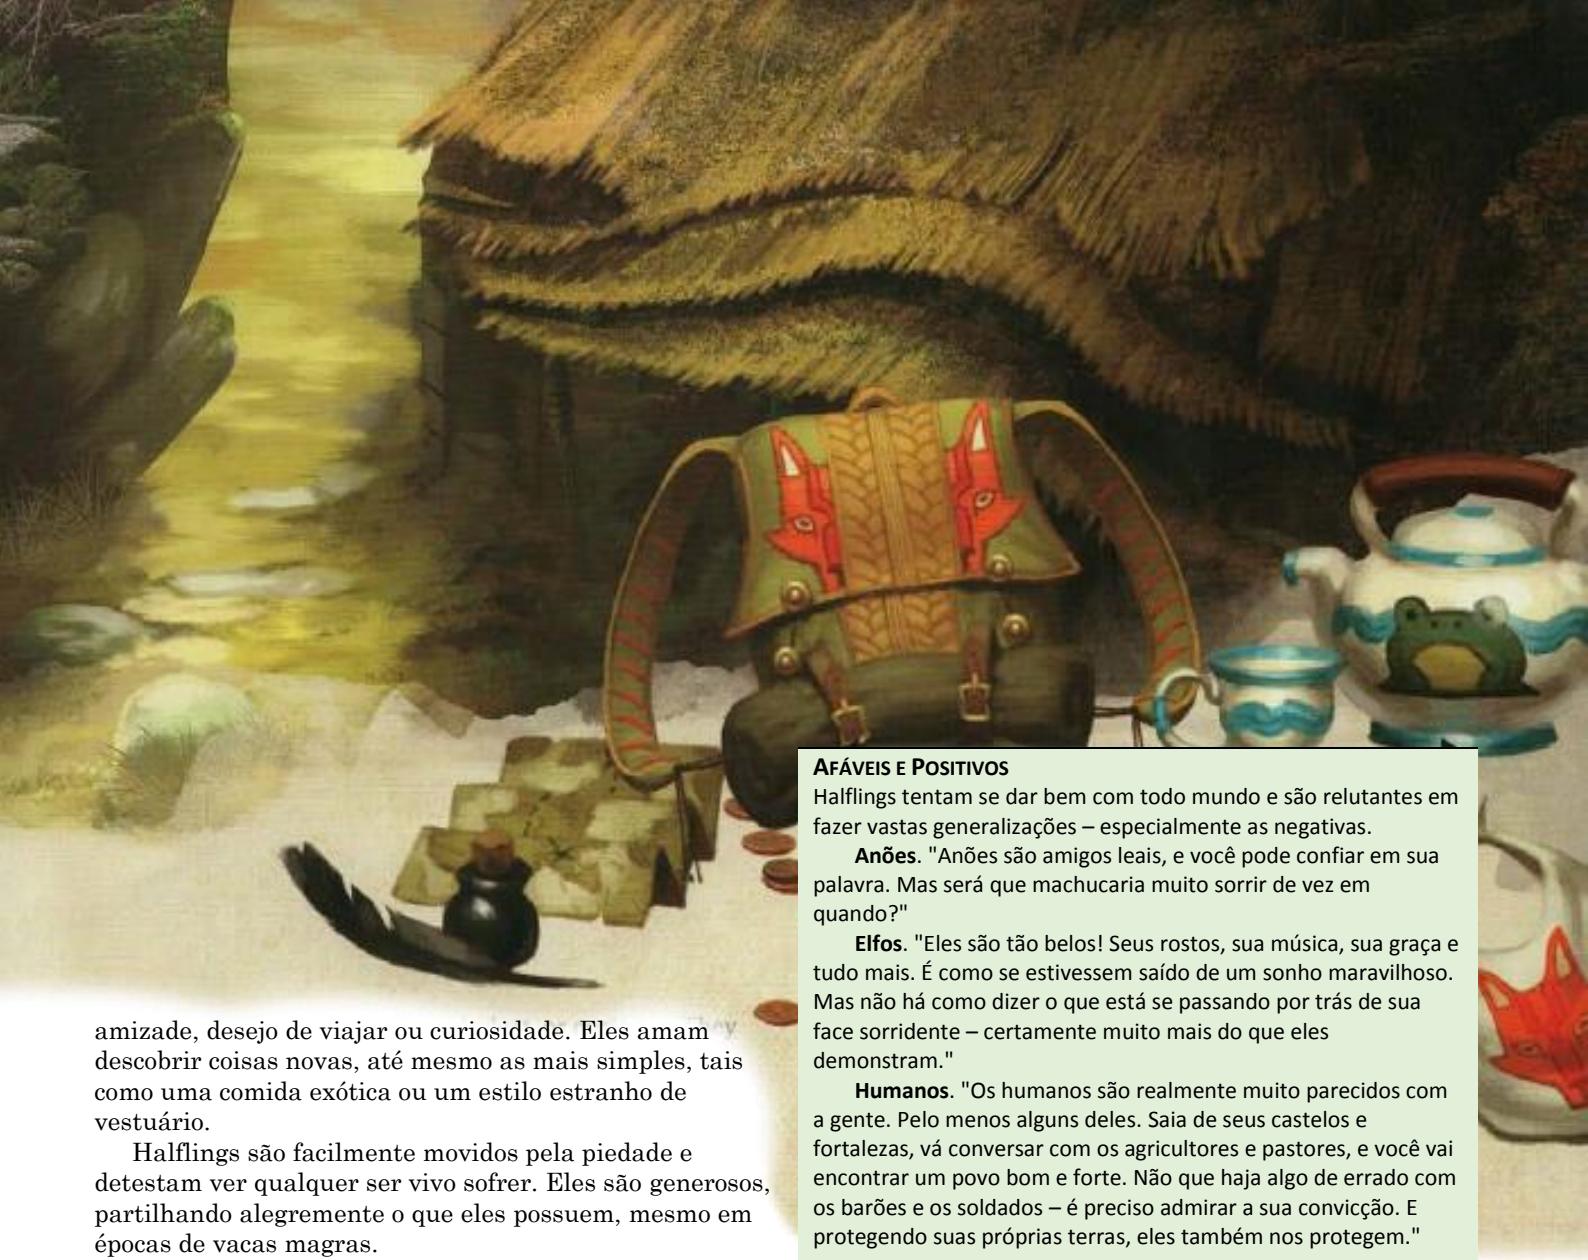 amizade, desejo de viajar ou curiosidade. Eles amam
descobrir coisas novas, até mesmo as mais simples, tais
como uma comida exótica ou um estilo estranho de
vestuário.
Halflings são facilmente movidos pela piedade e
detestam ver qualquer ser vivo sofrer. Eles são generosos,
partilhando alegremente o que eles possuem, mesmo em
épocas de vacas magras.
AFÁVEIS E POSITIVOS
Halflings tentam se dar bem com todo mundo e são relutantes em
fazer vastas generalizações – especialmente as negativas.
Anões. "Anões são amigos leais, e você pode confiar em sua
palavra. Mas será que machucaria muito sorrir de vez em
quando?"
Elfos. "Eles são tão belos! Seus rostos, sua música, sua graça e
tudo mais. É como se estivessem saído de um sonho maravilhoso.
Mas não há como dizer o que está se passando por trás de sua
face sorridente – certamente muito mais do que eles
demonstram."
Humanos. "Os humanos são realmente muito parecidos com
a gente. Pelo menos alguns deles. Saia de seus castelos e
fortalezas, vá conversar com os agricultores e pastores, e você vai
encontrar um povo bom e forte. Não que haja algo de errado com
os barões e os soldados – é preciso admirar a sua convicção. E
protegendo suas próprias terras, eles também nos protegem."